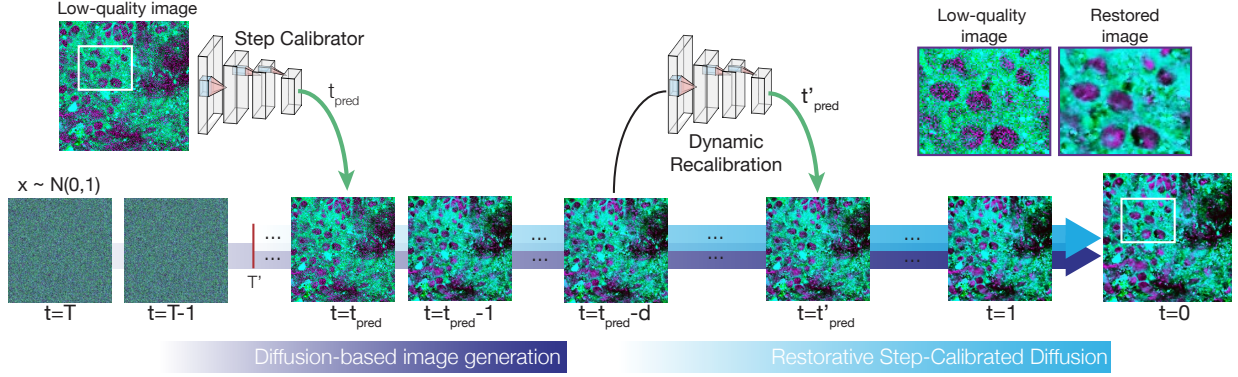 Low-quality image
Step Calibrator
t_pred
t'_pred
Dynamic
Recalibration
Low-quality
image
Restored
image
x ~ N(0,1)
T'
...
...
...
...
...
...
...
...
t=T
t=T-1
t=t_pred
t=t_pred-1
t=t_pred-d
t=t'_pred
t=1
t=0
Diffusion-based image generation
Restorative Step-Calibrated Diffusion